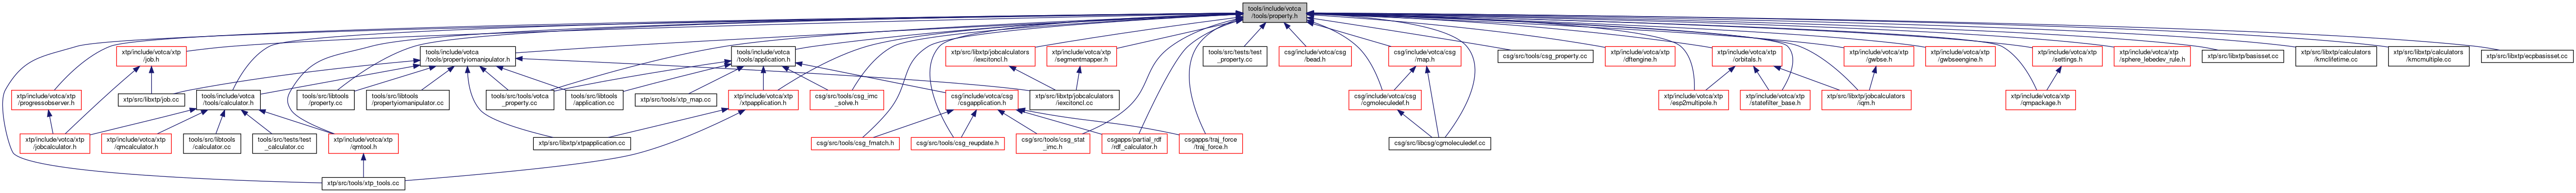 tools/include/votca
/tools/property.h
xtp/include/votca/xtp
/job.h
tools/include/votca
/tools/propertyiomanipulator.h
tools/include/votca
/tools/application.h
xtp/src/libxtp/jobcalculators
/iexcitoncl.h
xtp/include/votca/xtp
/segmentmapper.h
tools/src/tests/test
_property.cc
csg/include/votca/csg
/bead.h
csg/include/votca/csg
/map.h
csg/src/tools/csg_property.cc
xtp/include/votca/xtp
/dftengine.h
xtp/include/votca/xtp
/orbitals.h
xtp/include/votca/xtp
/gwbse.h
xtp/include/votca/xtp
/gwbseengine.h
xtp/include/votca/xtp
/settings.h
xtp/include/votca/xtp
/sphere_lebedev_rule.h
xtp/src/libxtp/basisset.cc
xtp/src/libxtp/calculators
/kmclifetime.cc
xtp/src/libxtp/calculators
/kmcmultiple.cc
xtp/src/libxtp/ecpbasisset.cc
xtp/include/votca/xtp
/progressobserver.h
xtp/src/libxtp/job.cc
tools/include/votca
/tools/calculator.h
tools/src/libtools
/property.cc
tools/src/libtools
/propertyiomanipulator.cc
tools/src/tools/votca
_property.cc
tools/src/libtools
/application.cc
xtp/src/tools/xtp_map.cc
xtp/include/votca/xtp
/xtpapplication.h
csg/src/tools/csg_imc
_solve.h
csg/include/votca/csg
/csgapplication.h
xtp/src/libxtp/jobcalculators
/iexcitoncl.cc
csg/include/votca/csg
/cgmoleculedef.h
xtp/include/votca/xtp
/esp2multipole.h
xtp/include/votca/xtp
/statefilter_base.h
xtp/src/libxtp/jobcalculators
/iqm.h
xtp/include/votca/xtp
/qmpackage.h
xtp/include/votca/xtp
/jobcalculator.h
xtp/include/votca/xtp
/qmcalculator.h
tools/src/libtools
/calculator.cc
tools/src/tests/test
_calculator.cc
xtp/include/votca/xtp
/qmtool.h
xtp/src/libxtp/xtpapplication.cc
csg/src/tools/csg_fmatch.h
csg/src/tools/csg_reupdate.h
csg/src/tools/csg_stat
_imc.h
csgapps/partial_rdf
/rdf_calculator.h
csgapps/traj_force
/traj_force.h
csg/src/libcsg/cgmoleculedef.cc
xtp/src/tools/xtp_tools.cc